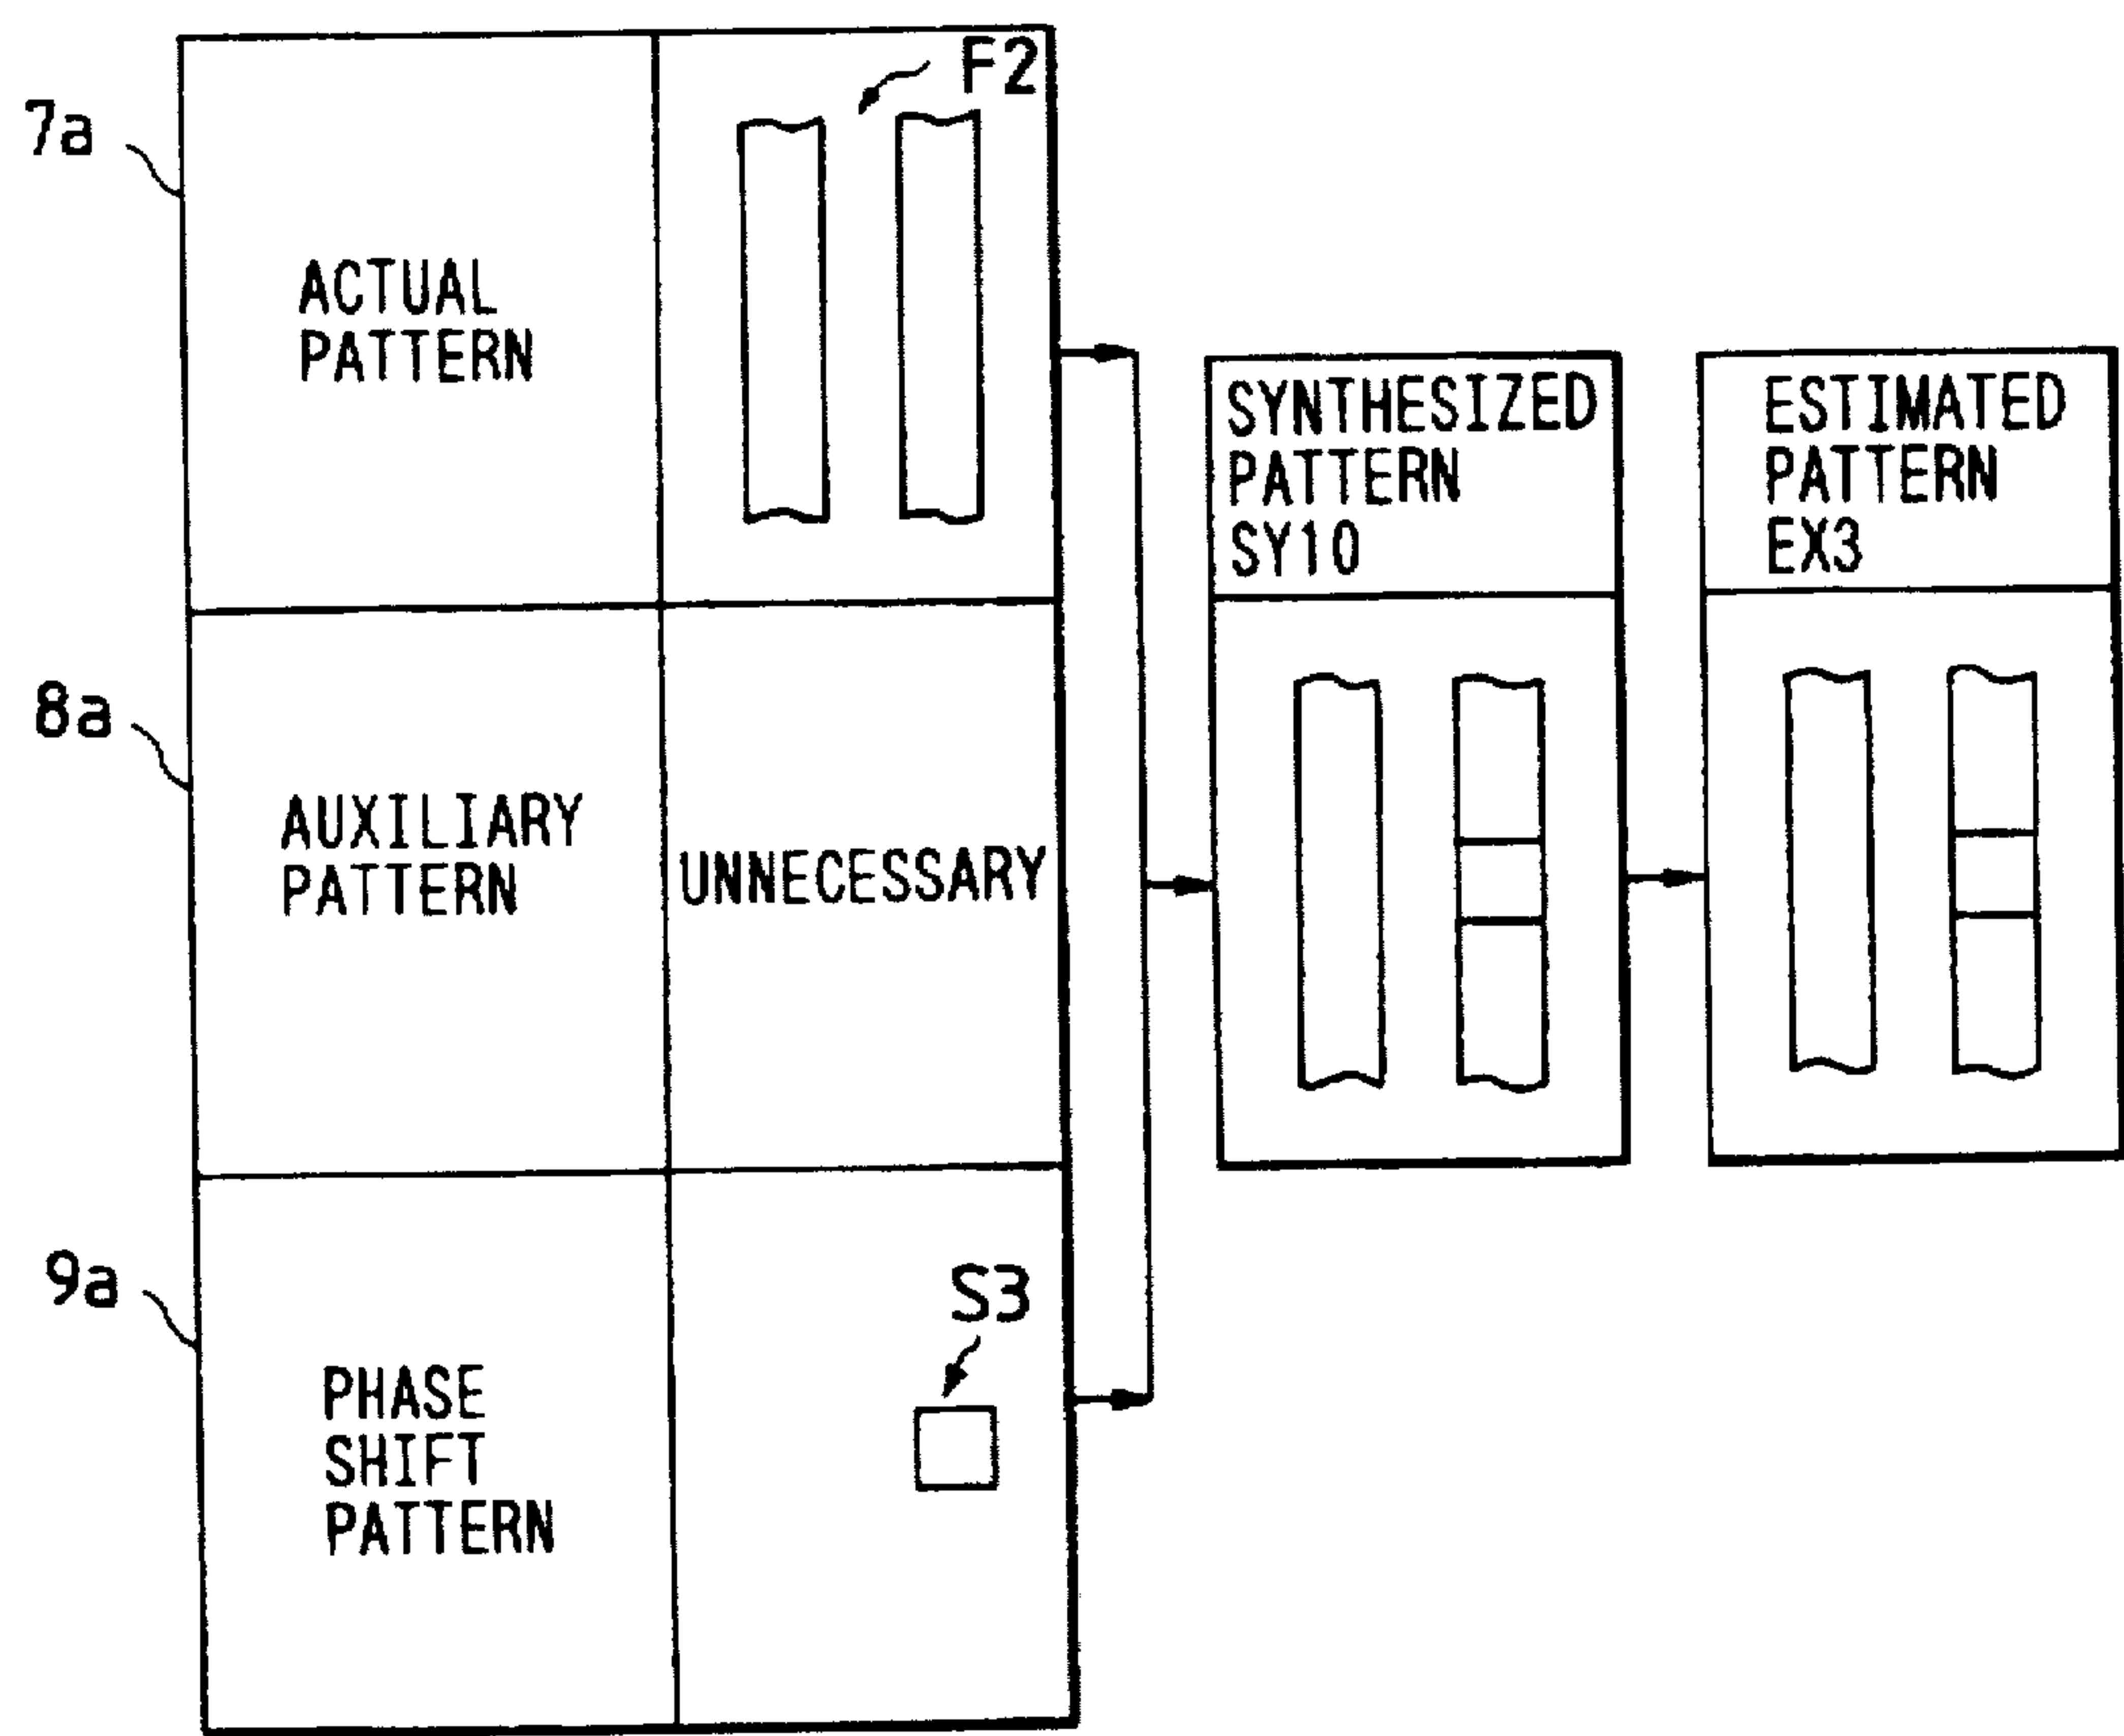 F2
7a
ACTUAL
PATTERN
SYNTHESIZED
PATTERN
SY10
ESTIMATED
PATTERN
EX3
8a
AUXILIARY
PATTERN
UNNECESSARY
9a
S3
PHASE
SHIFT
PATTERN